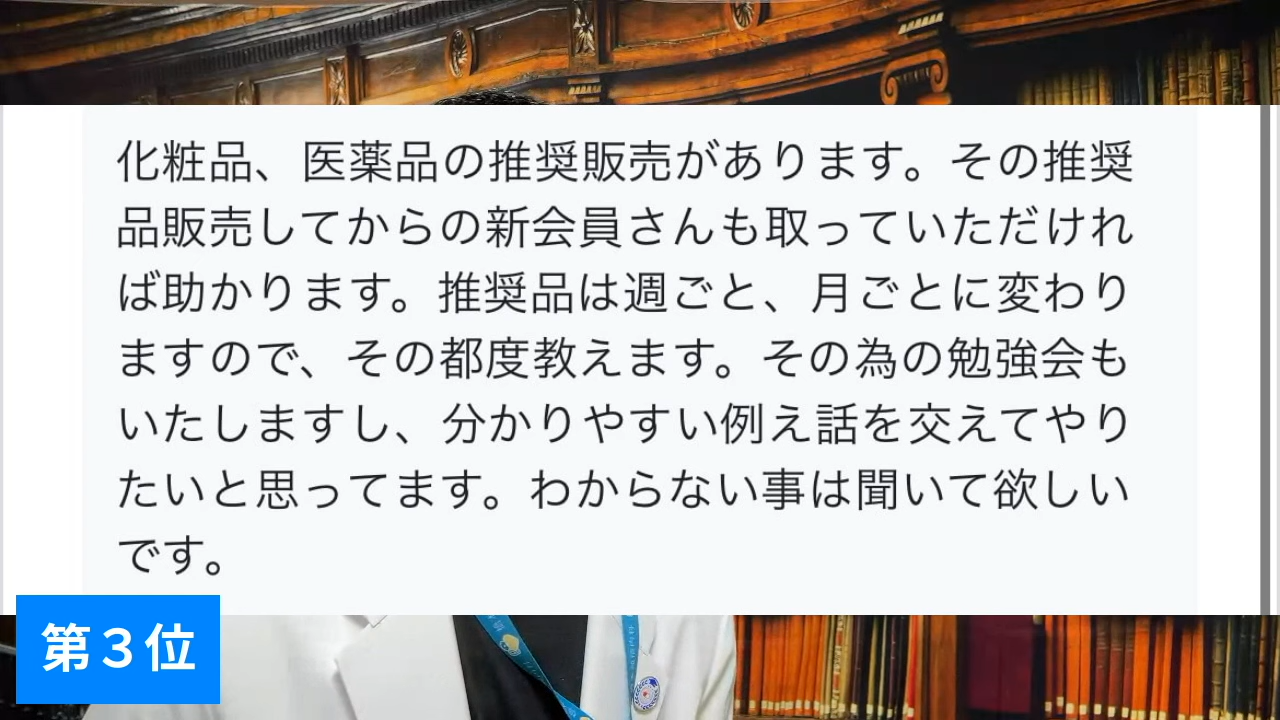 化粧品、医薬品の推奨販売があります。その推奨
品販売してからの新会員さんも取っていただけれ
ば助かります。推奨品は週ごと、月ごとに変わり
ますので、その都度教えます。その為の勉強会も
いたしますし、分かりやすい例え話を交えてやり
たいと思ってます。わからない事は聞いて欲しい
です。
第３位